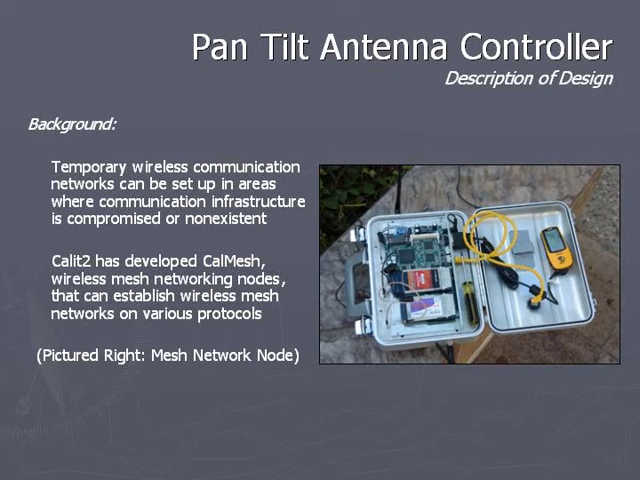 Pan Tilt Antenna Controller
Description of Design
Background:
Temporary wireless communication
networks can be set up in areas
where communication infrastructure
is compromised or nonexistent
Calit2 has developed CalMesh,
wireless mesh networking nodes,
that can establish wireless mesh
networks on various protocols
(Pictured Right: Mesh Network Node)